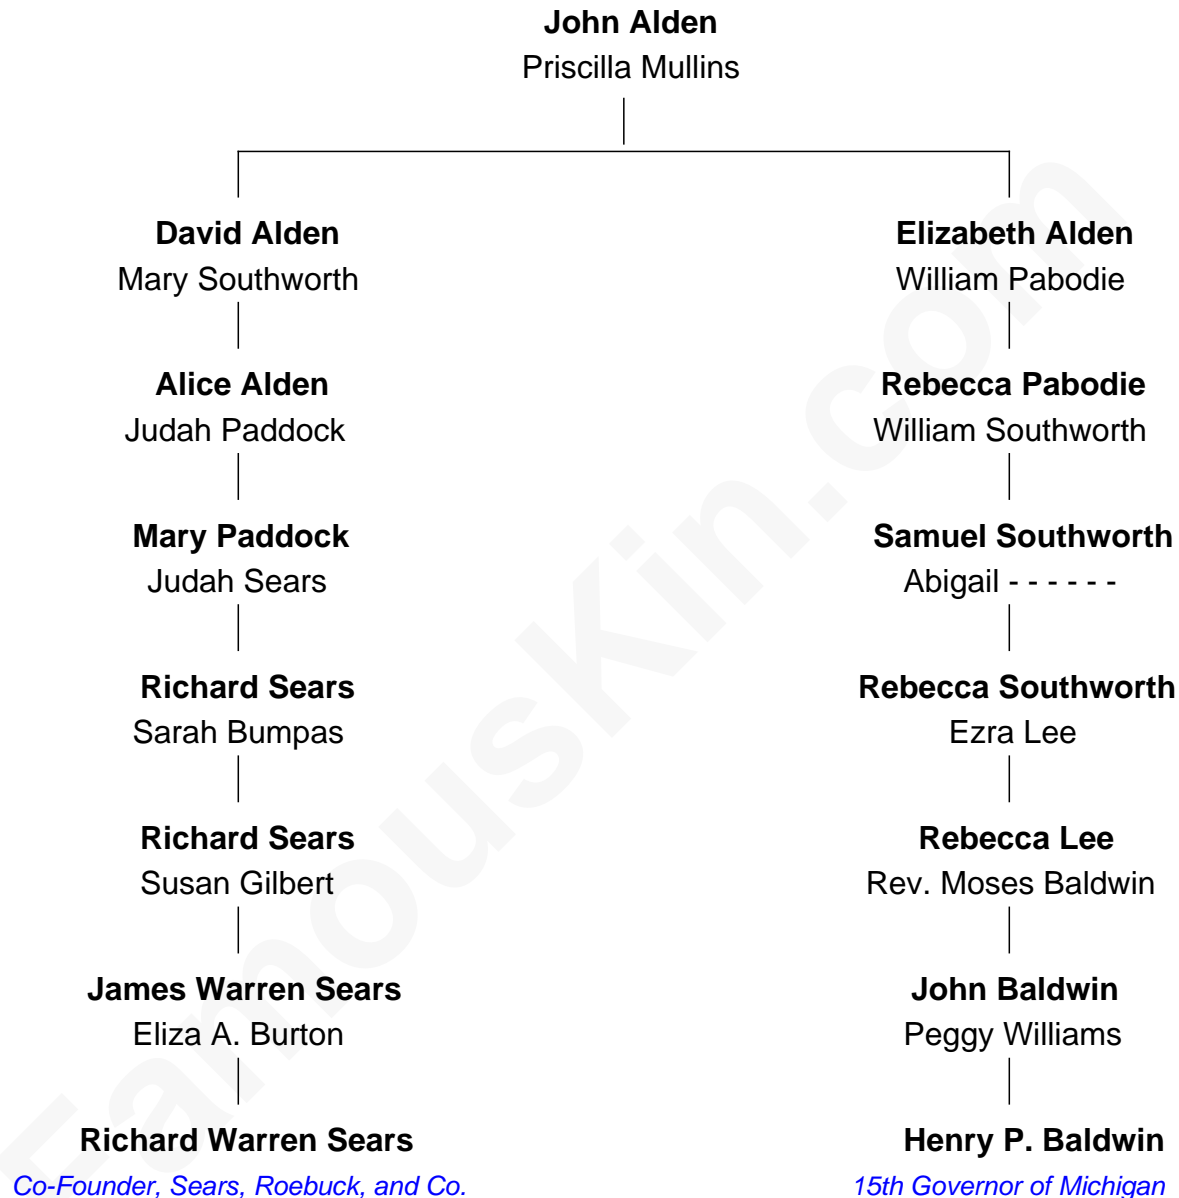 John Alden
Priscilla Mullins
David Alden
Mary Southworth
Elizabeth Alden
William Pabodie
Alice Alden
Judah Paddock
Rebecca Pabodie
William Southworth
Mary Paddock
Judah Sears
Samuel Southworth
Abigail - - - - - -
Richard Sears
Sarah Bumpas
Rebecca Southworth
Ezra Lee
Richard Sears
Susan Gilbert
Rebecca Lee
Rev. Moses Baldwin
James Warren Sears
Eliza A. Burton
John Baldwin
Peggy Williams
Richard Warren Sears
Co-Founder, Sears, Roebuck, and Co.
Henry P. Baldwin
15th Governor of Michigan
FamousKin.com